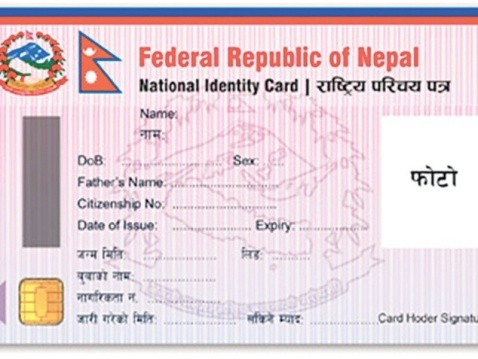 Federal Republic of Nepal
National Identity Card | राष्ट्रिय परिचय पत्र
Name:
नाम:
DoB: Sex:
Father's Name:
Citizenship No:
Date of Issue: Expiry:
फोटो
जन्म मिति लिङ:
बुवाको नाम:
नागरिकता न.
जारी गरेको मिति: सकिने म्याद:
Card Hoder Signatu